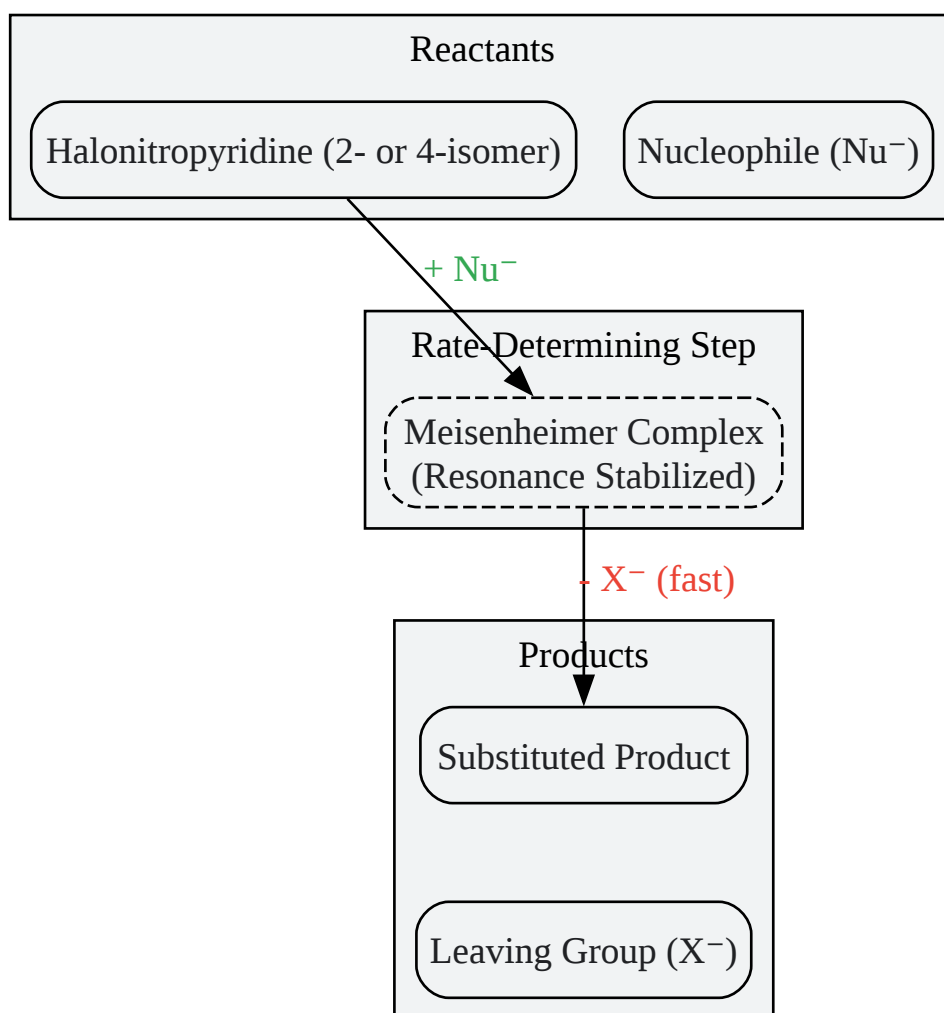 Reactants
Halonitropyridine (2- or 4-isomer)
Nucleophile (Nu⁻)
+ Nu⁻
Rate-Determining Step
Meisenheimer Complex
(Resonance Stabilized)
- X⁻ (fast)
Products
Substituted Product
Leaving Group (X⁻)